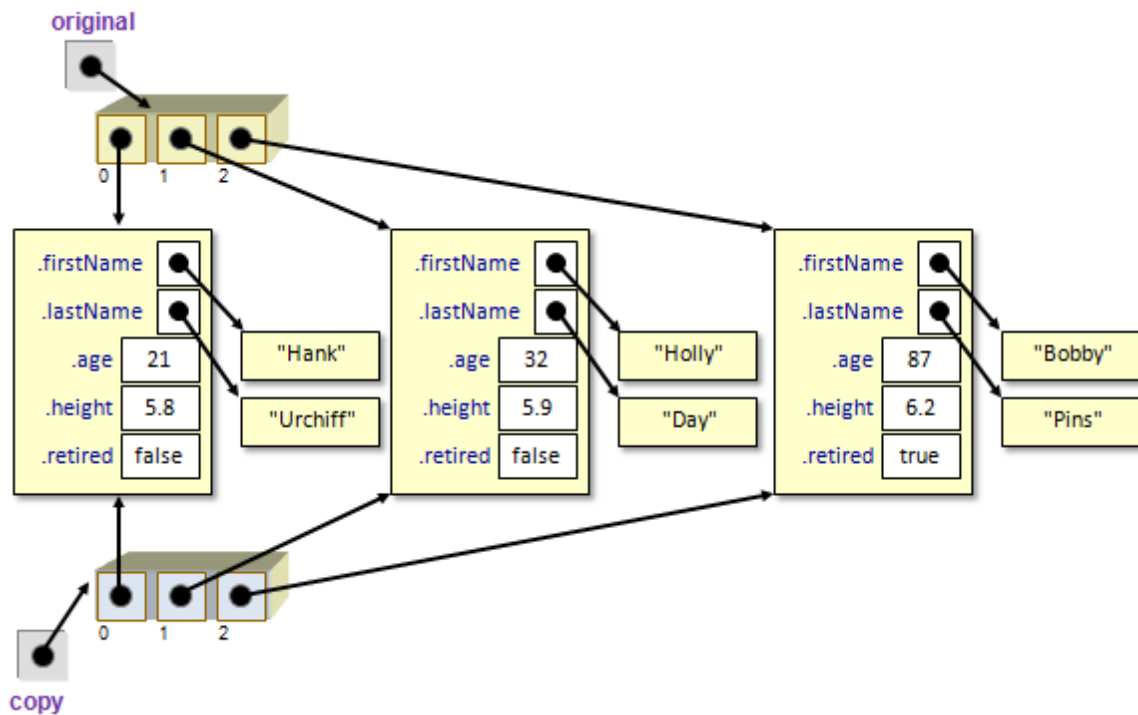 original
0 1 2
.firstName .firstName .firstName
.lastName .lastName .lastName
"Hank" "Holly" "Bobby"
.age 21 .age 32 .age 87
.height 5.8 .height 5.9 .height 6.2
"Urchiff" "Day" "Pins"
.retired false .retired false .retired true
0 1 2
copy